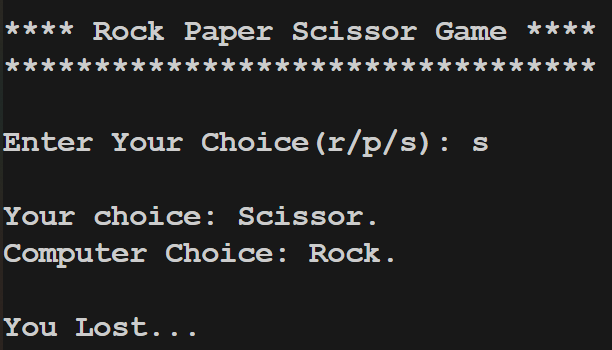 **** Rock Paper Scissor Game ****
*********************************
Enter Your Choice(r/p/s): s
Your choice: Scissor.
Computer Choice: Rock.
You Lost...